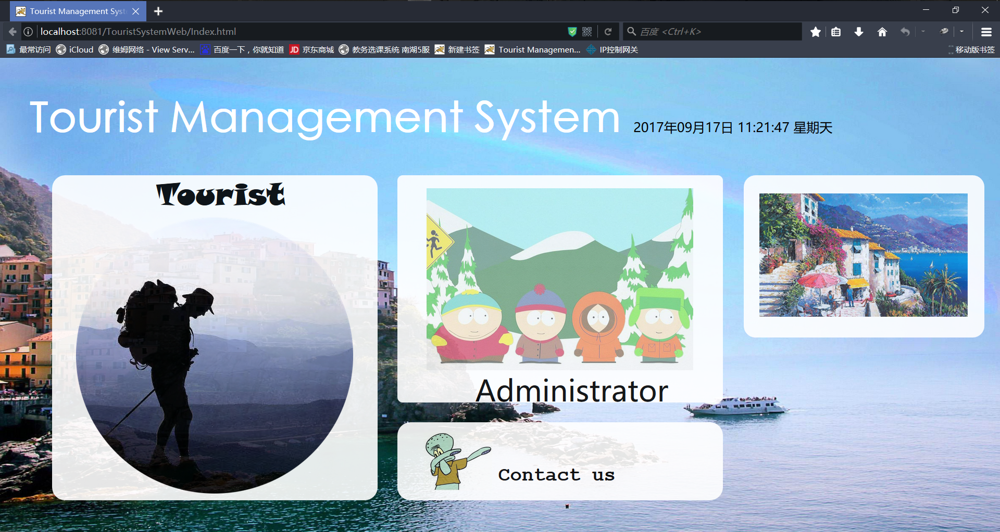 Tourist Management Syst
localhost:8081/TouristSystemWeb/Index.html
百度 <Ctrl+K>
最常访问 iCloud 维姆网络 - View Serv... 百度一下，你就知道 JD 京东商城 教务选课系统 南湖5服 新建书签 Tourist Managemen... IP控制网关 移动版书签
Tourist Management System 2017年09月17日 11:21:47 星期天
Tourist
Administrator
Contact us